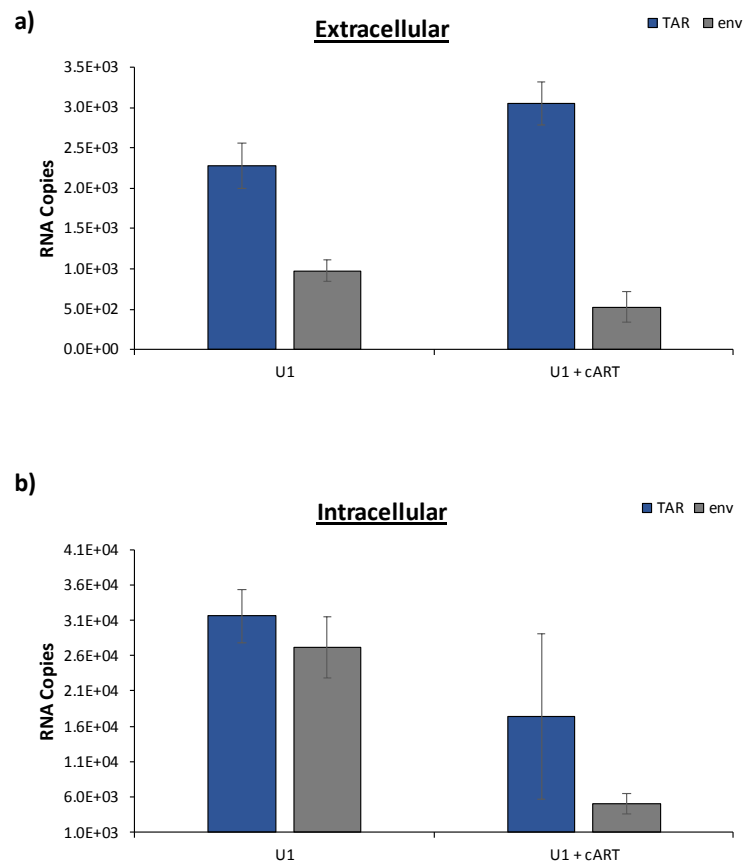 a)
Extracellular
TAR env
3.5E+03
3.0E+03
2.5E+03
2.0E+03
1.5E+03
1.0E+03
5.0E+02
0.0E+00
RNA Copies
U1 U1 + cART
b)
Intracellular
TAR env
4.1E+04
3.6E+04
3.1E+04
2.6E+04
2.1E+04
1.6E+04
1.1E+04
6.0E+03
1.0E+03
RNA Copies
U1 U1 + cART